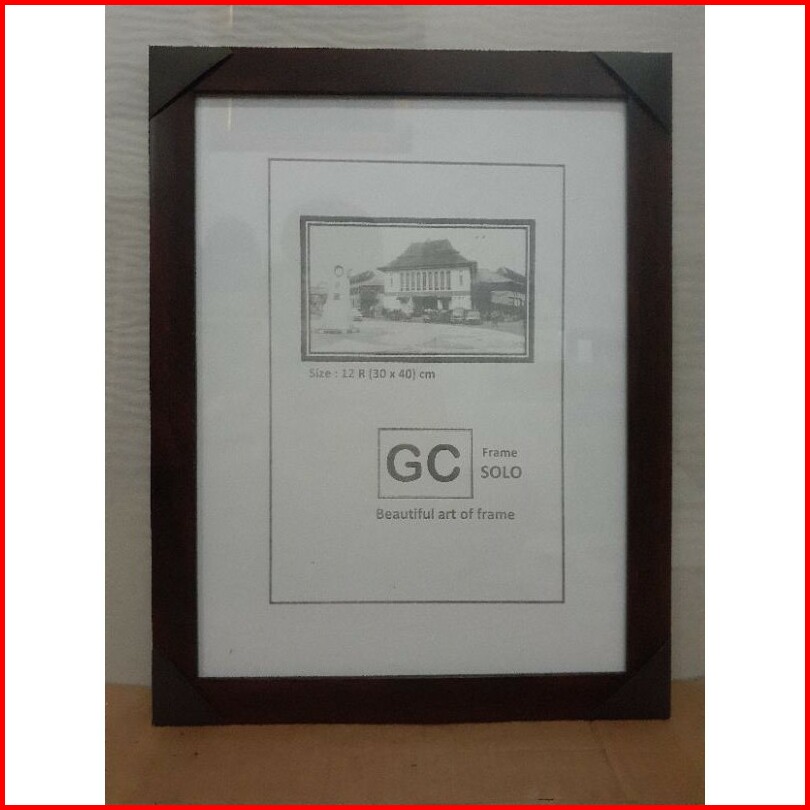 Size : 12 R (30 x 40) cm
GC
Frame
SOLO
Beautiful art of frame